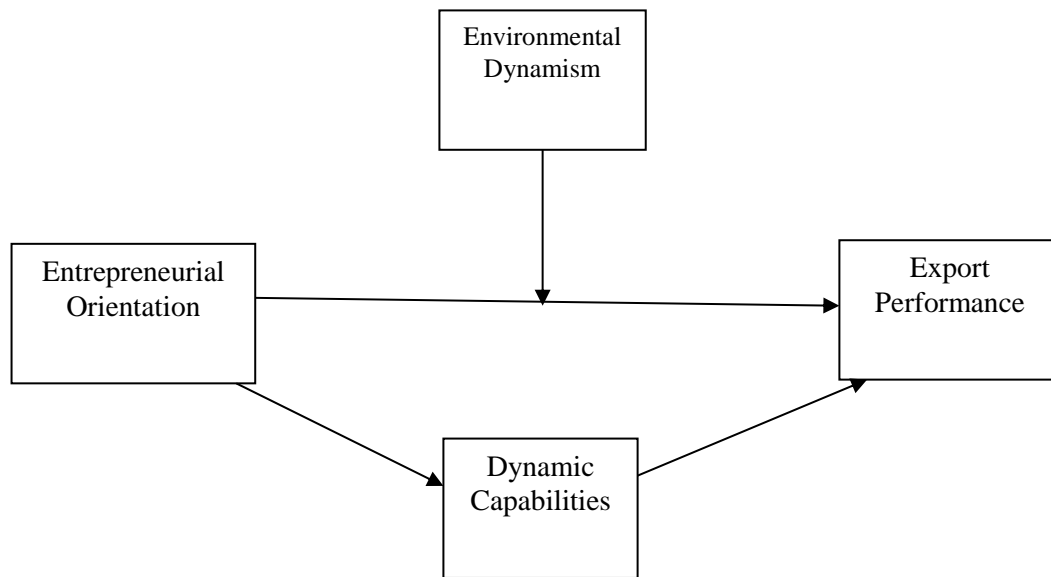 Environmental
Dynamism
Entrepreneurial
Orientation
Export
Performance
Dynamic
Capabilities